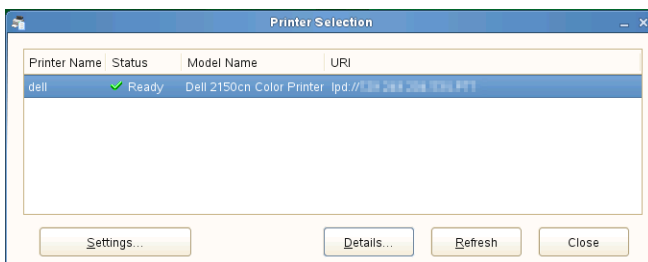 Printer Selection
Printer Name Status Model Name URI
dell Ready Dell 2150cn Color Printer lpd://
Settings... Details... Refresh Close